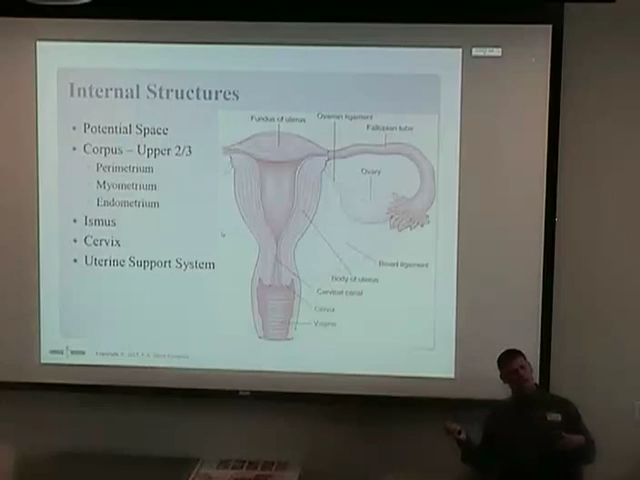 Internal Structures
• Potential Space
• Corpus – Upper 2/3
Perimetrium
Myometrium
Endometrium
• Ismus
• Cervix
• Uterine Support System
Fundus of uterus
Ovarian ligament
Fallopian tube
Ovary
Broad ligament
Body of uterus
Cervical canal
Cervix
Vagina
Copyright